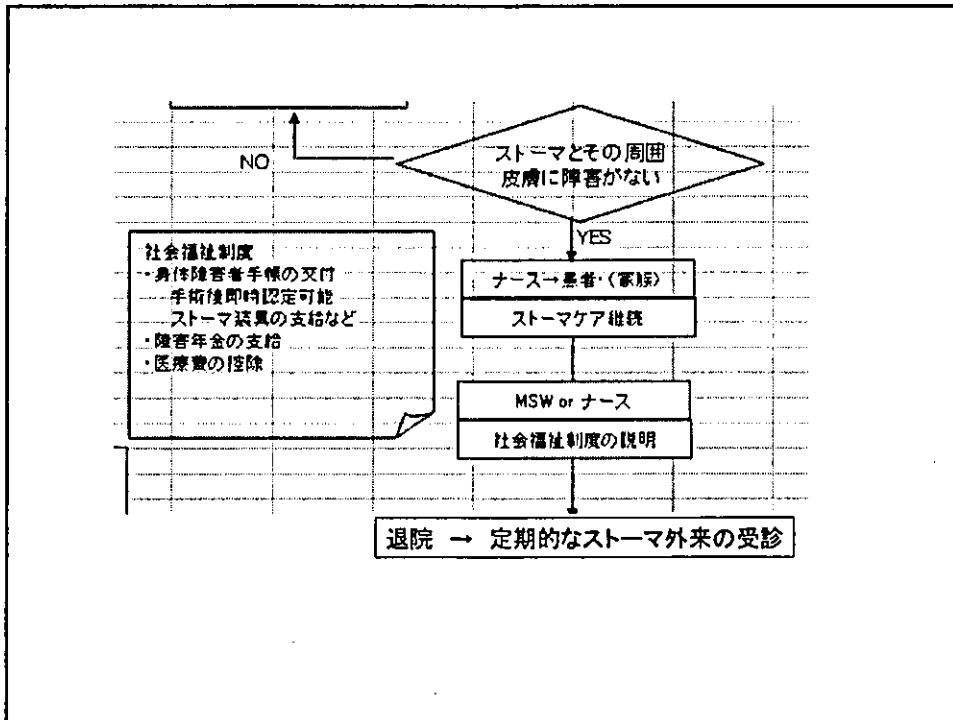 ストーマとその周囲
皮膚に障害がない
NO
YES
社会福祉制度
・身体障害者手帳の交付
手術後即時認定可能
ストーマ装具の支給など
・障害年金の支給
・医療費の控除
ナース→患者・(家族)
ストーマケア継続
MSW or ナース
社会福祉制度の説明
退院 → 定期的なストーマ外来の受診